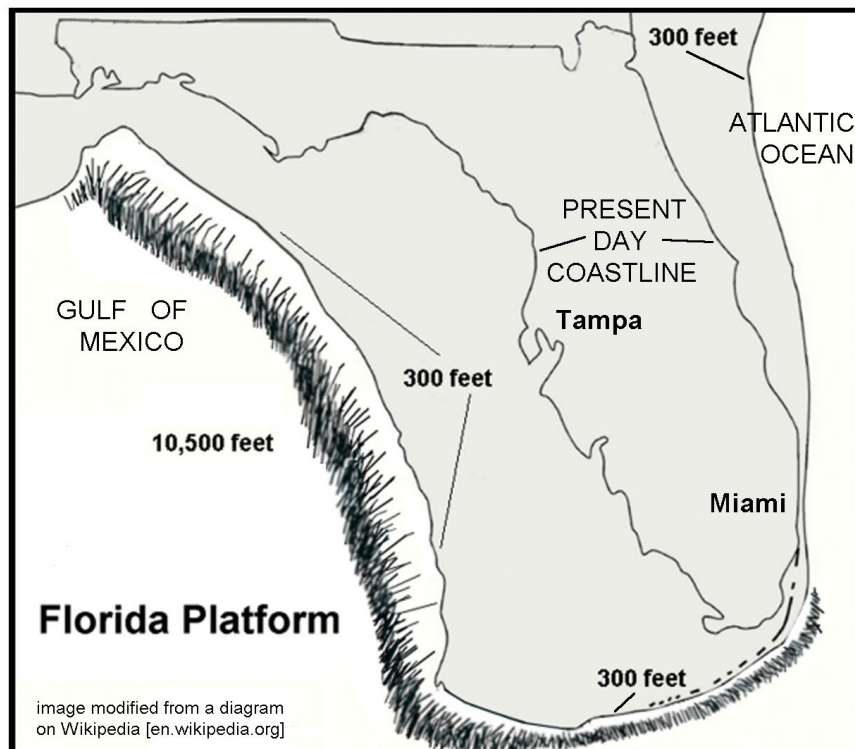 300 feet
ATLANTIC
OCEAN
PRESENT
DAY
COASTLINE
GULF OF
MEXICO
Tampa
300 feet
10,500 feet
Miami
Florida Platform
300 feet
image modified from a diagram
on Wikipedia [en.wikipedia.org]